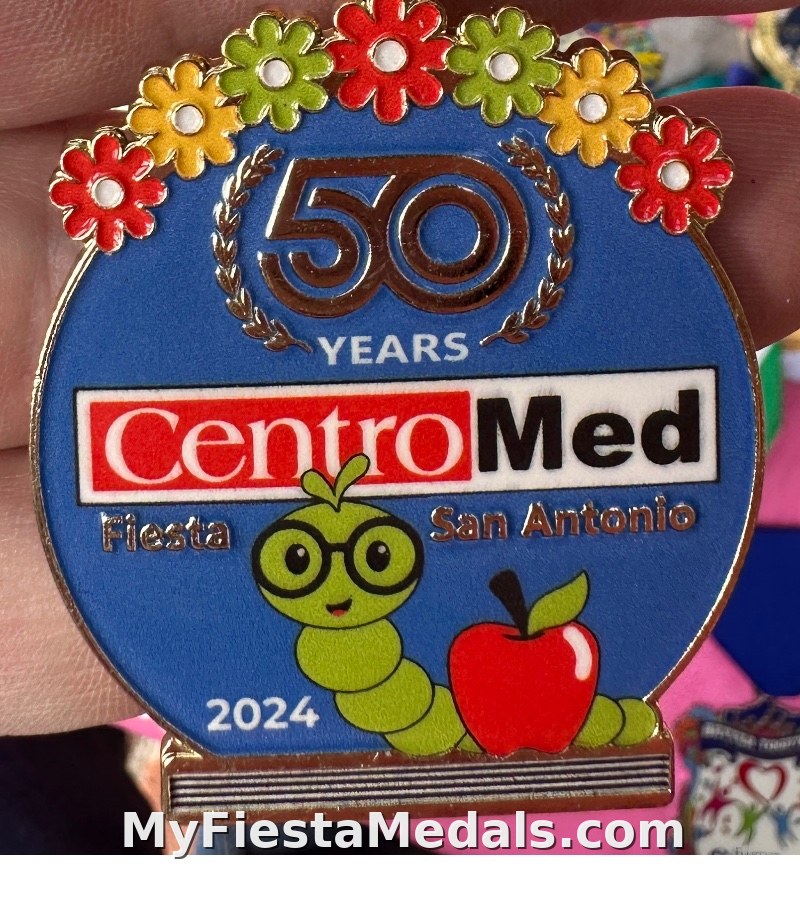 50
YEARS
CentroMed
Fiesta San Antonio
2024
MyFiestaMedals.com